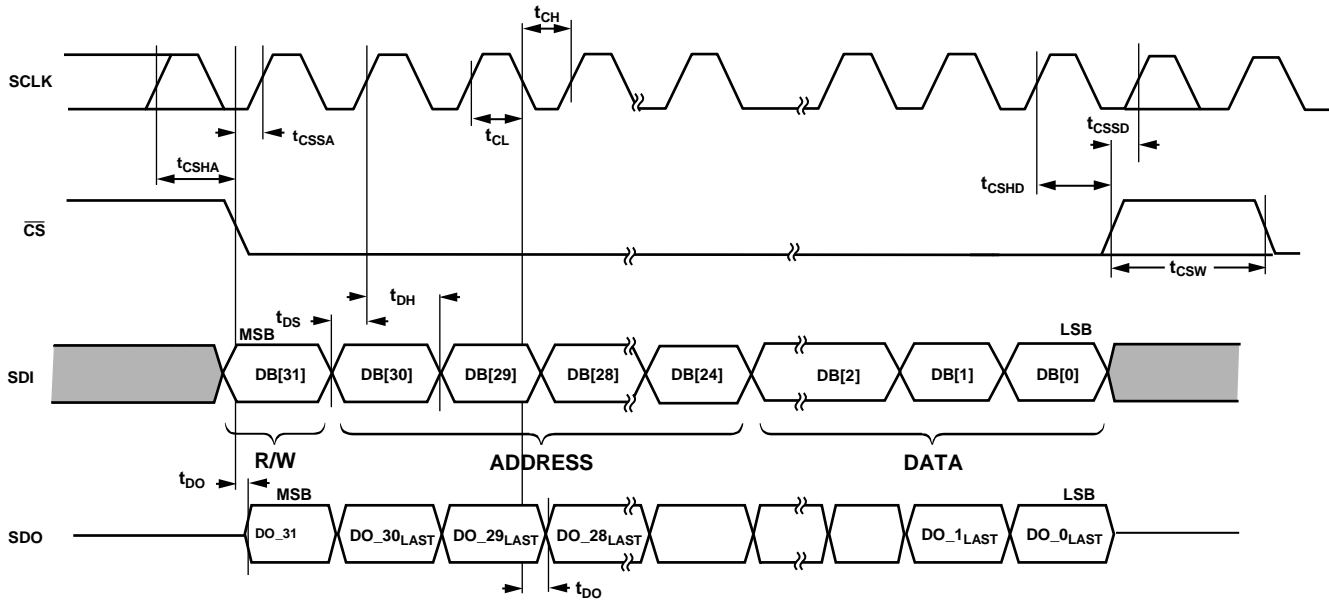 tCH
SCLK
tCSSA
tCL
tCSSD
tCSHA
tCSHD
CS
tCSW
tDH
tDS
MSB
LSB
SDI
DB[31]
DB[30]
DB[29]
DB[28]
DB[24]
DB[2]
DB[1]
DB[0]
R/W
ADDRESS
DATA
tDO
MSB
LSB
SDO
DO_31
DO_30LAST
DO_29LAST
DO_28LAST
DO_1LAST
DO_0LAST
tDO